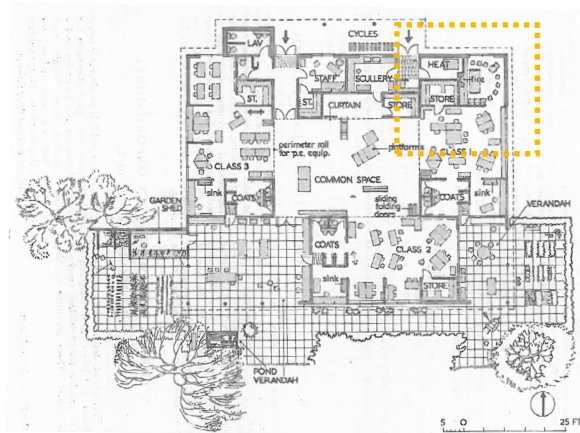 CYCLES
LAV
HEAT
STAFF
SCULLERY
ST.
ST.
CURTAIN
STORE
STORE
perimeter rail
for p.e. equip.
platforms
CLASS 3
CLASS
COMMON SPACE
sink
COATS
sliding
folding
doors
COATS
sink
GARDEN
SHED
VERANDAH
COATS
CLASS 2
sink
STORE
POND
VERANDAH
5 0 25 FT